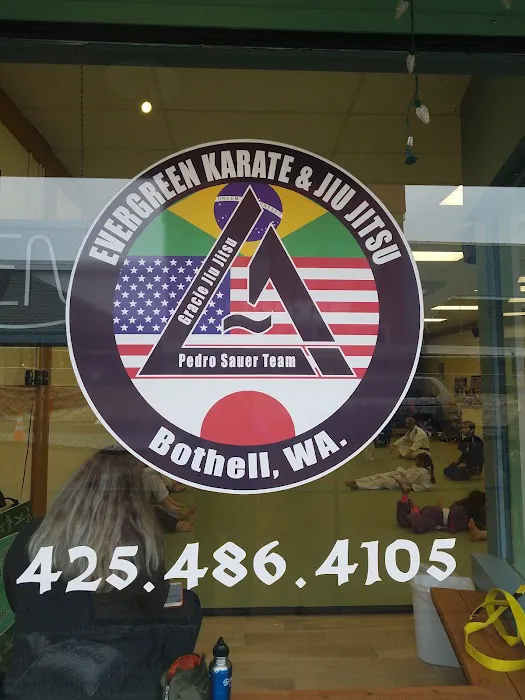 EVERGREEN KARATE & JIU JITSU
Gracie Jiu Jitsu
Pedro Sauer Team
Bothell, WA.
425.486.4105